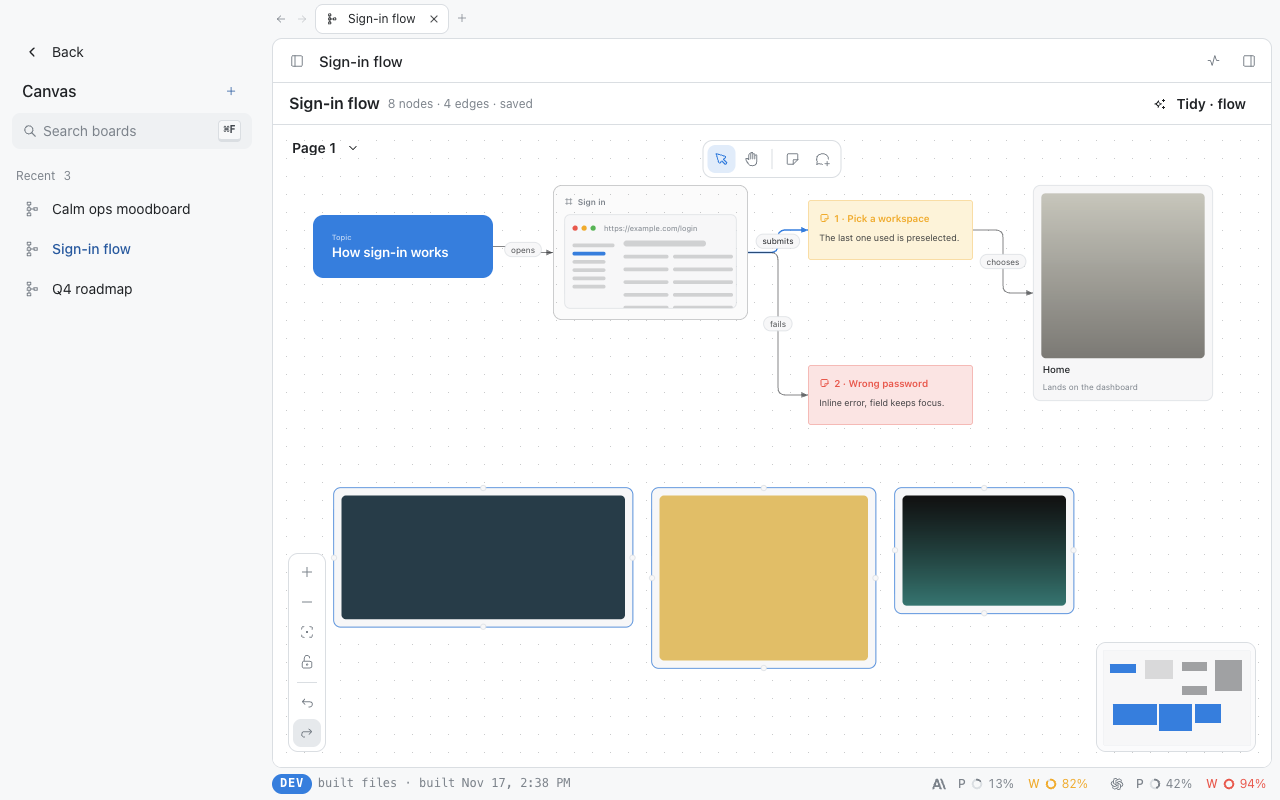 Sign-in flow
Back
Sign-in flow
Canvas
Sign-in flow
8 nodes · 4 edges · saved
Tidy · flow
Search boards
⌘F
Page 1
Recent 3
Calm ops moodboard
Sign-in flow
Q4 roadmap
Topic
How sign-in works
opens
Sign in
https://example.com/login
submits
fails
1 · Pick a workspace
The last one used is preselected.
chooses
2 · Wrong password
Inline error, field keeps focus.
Home
Lands on the dashboard
DEV built files · built Nov 17, 2:38 PM
P 13% W 82% P 42% W 94%